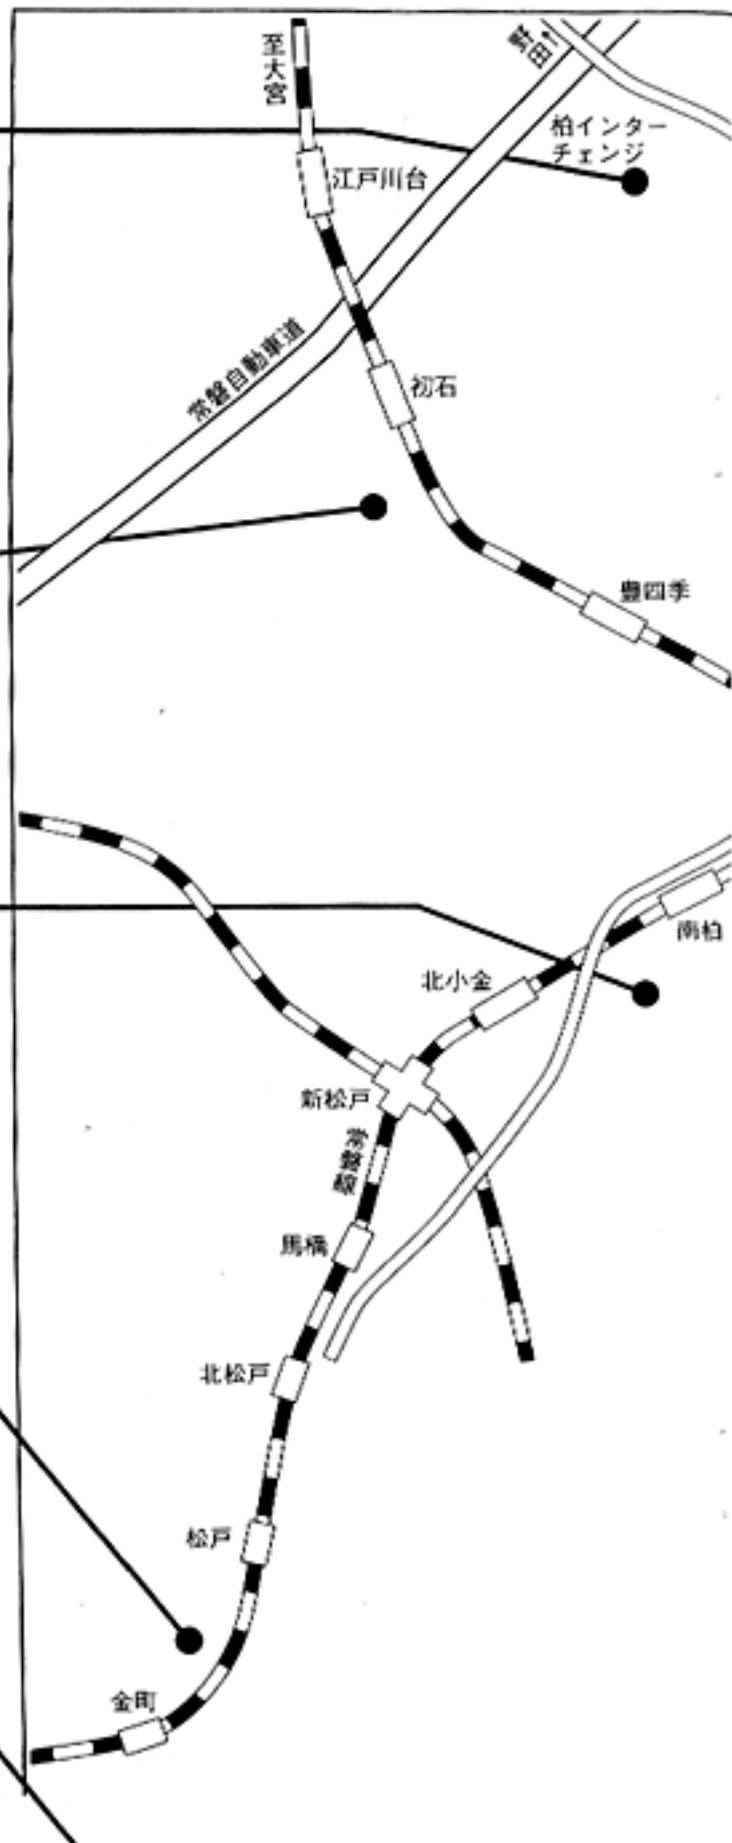 至大宮
野田↑
柏インター
チェンジ
江戸川台
常磐自動車道
初石
豊四季
南柏
北小金
新松戸
常磐線
馬橋
北松戸
松戸
金町